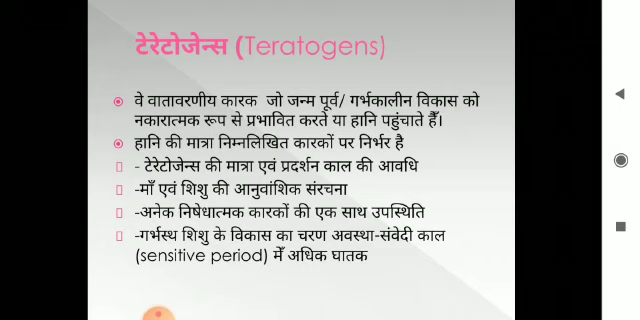 टेरेटोजेन्स (Teratogens)
वे वातावरणीय कारक जो जन्म पूर्व/ गर्भकालीन विकास को
नकारात्मक रूप से प्रभावित करते या हानि पहुंचाते हैं।
हानि की मात्रा निम्नलिखित कारकों पर निर्भर है
- टेरेटोजेन्स की मात्रा एवं प्रदर्शन काल की आवधि
-माँ एवं शिशु की आनुवांशिक संरचना
-अनेक निषेधात्मक कारकों की एक साथ उपस्थिति
-गर्भस्थ शिशु के विकास का चरण अवस्था-संवेदी काल
(sensitive period) में अधिक घातक